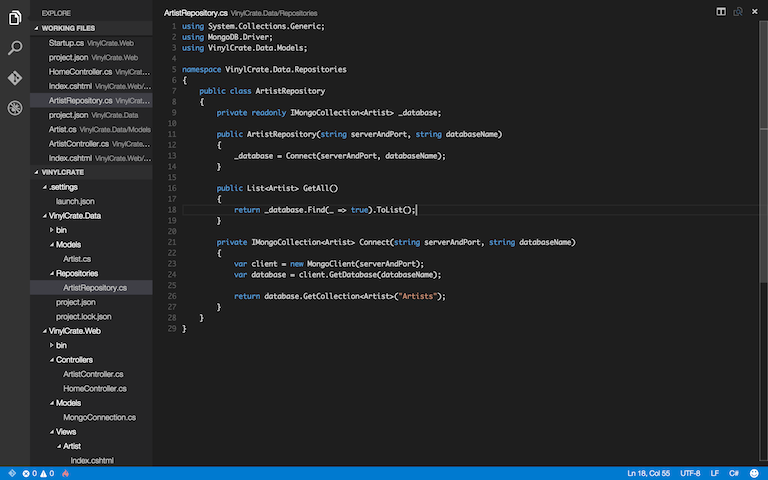 EXPLORE
WORKING FILES
Startup.cs VinylCrate.Web
project.json VinylCrate.Web
HomeController.cs VinylCrat...
Index.cshtml VinylCrate.Web/...
ArtistRepository.cs VinylCrat...
project.json VinylCrate.Data
Artist.cs VinylCrate.Data/Models
ArtistController.cs VinylCrat...
Index.cshtml VinylCrate.Web/...
VINYLCRATE
.settings
launch.json
VinylCrate.Data
bin
Models
Artist.cs
Repositories
ArtistRepository.cs
project.json
project.lock.json
VinylCrate.Web
bin
Controllers
ArtistController.cs
HomeController.cs
Models
MongoConnection.cs
Views
Artist
Index.cshtml
ArtistRepository.cs VinylCrate.Data/Repositories
1 using System.Collections.Generic;
2 using MongoDB.Driver;
3 using VinylCrate.Data.Models;
4
5 namespace VinylCrate.Data.Repositories
6 {
7 public class ArtistRepository
8 {
9 private readonly IMongoCollection<Artist> _database;
10
11 public ArtistRepository(string serverAndPort, string databaseName)
12 {
13 _database = Connect(serverAndPort, databaseName);
14 }
15
16 public List<Artist> GetAll()
17 {
18 return _database.Find(_ => true).ToList();
19 }
20
21 private IMongoCollection<Artist> Connect(string serverAndPort, string databaseName)
22 {
23 var client = new MongoClient(serverAndPort);
24 var database = client.GetDatabase(databaseName);
25
26 return database.GetCollection<Artist>("Artists");
27 }
28 }
29 }
0 0 Ln 18, Col 55 UTF-8 LF C#